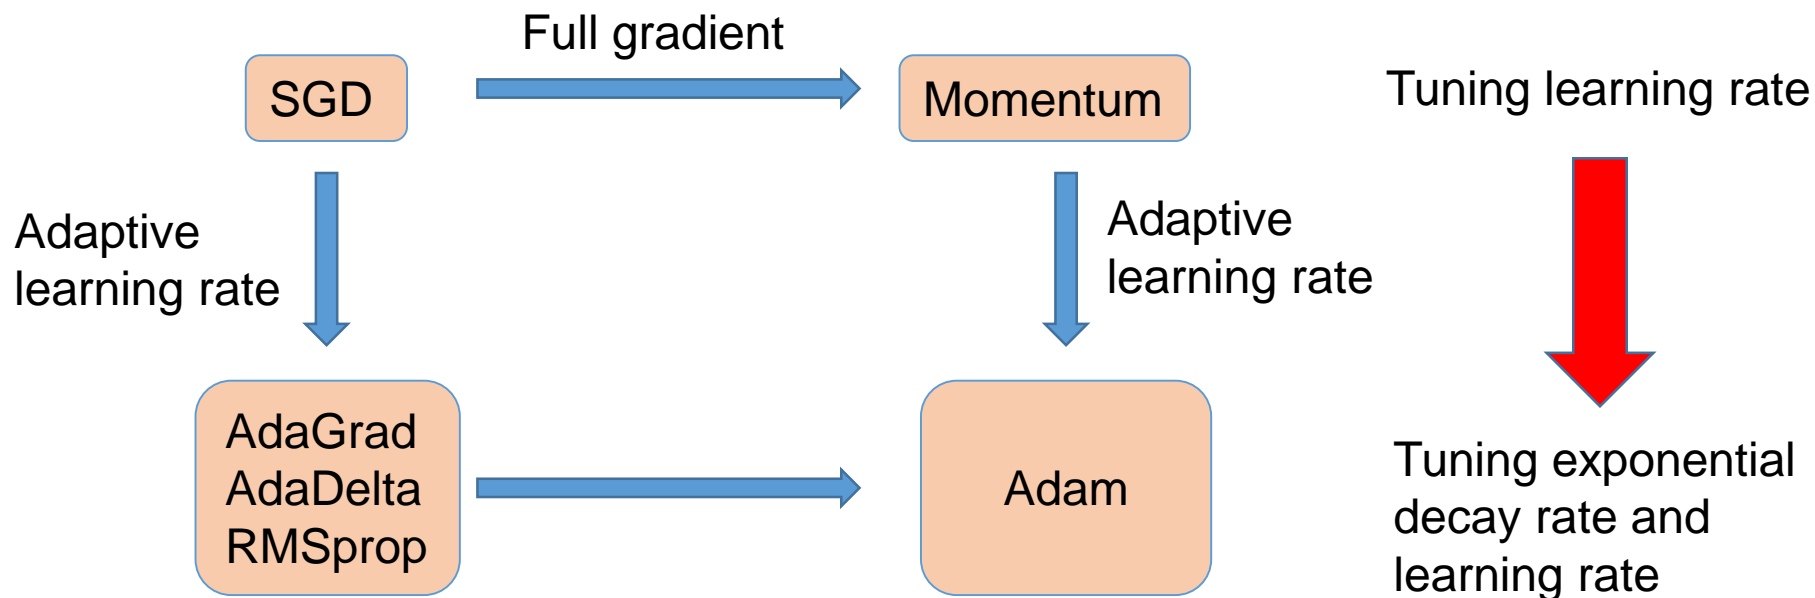 Full gradient
SGD
Momentum
Tuning learning rate
Adaptive
learning rate
Adaptive
learning rate
AdaGrad
AdaDelta
RMSprop
Adam
Tuning exponential
decay rate and
learning rate